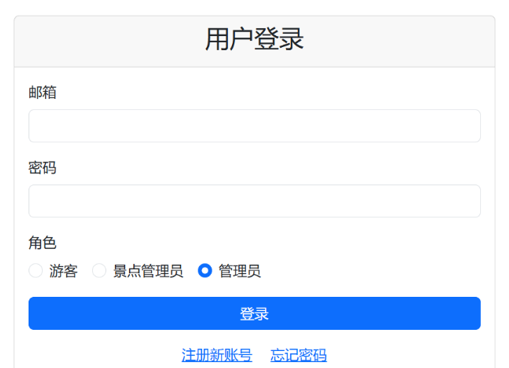 用户登录
邮箱
密码
角色
游客 景点管理员 管理员
登录
注册新账号 忘记密码